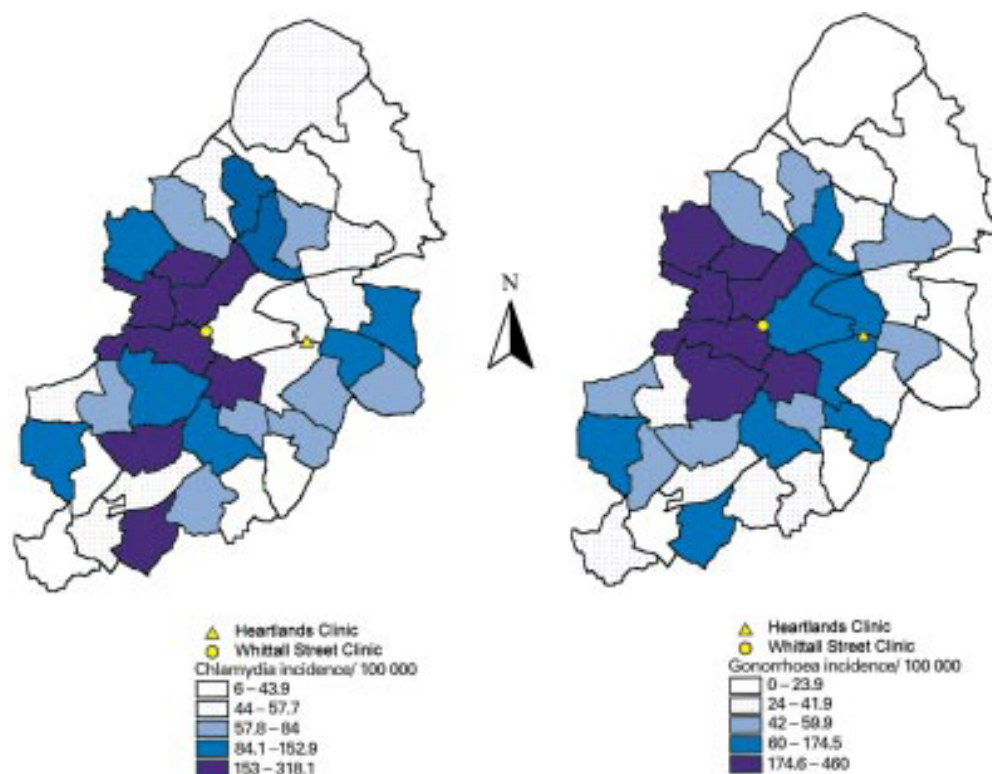 N
Heartlands Clinic
Whittall Street Clinic
Chlamydia incidence/ 100 000
6 – 43.9
44 – 57.7
57.8 – 84
84.1 –152.9
153 – 318.1
Heartlands Clinic
Whittall Street Clinic
Gonorrhoea incidence/ 100 000
0 – 23.9
24 – 41.9
42 – 59.9
60 – 174.5
174.6 – 460